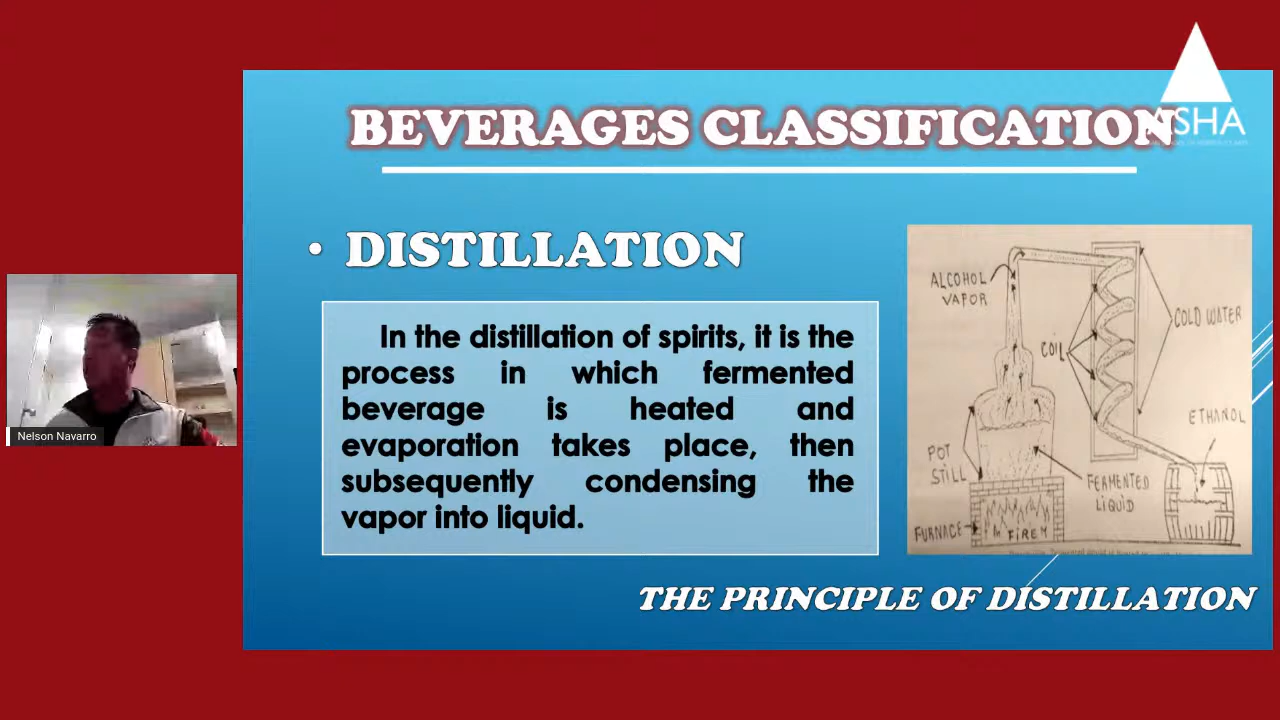 BEVERAGES CLASSIFICATION
ASHA
• DISTILLATION
In the distillation of spirits, it is the
process in which fermented
beverage is heated and
evaporation takes place, then
subsequently condensing the
vapor into liquid.
ALCOHOL
VAPOR
COIL
COLD WATER
ETHANOL
POT
STILL
FERMENTED
LIQUID
FURNACE
FIRE
THE PRINCIPLE OF DISTILLATION
Nelson Navarro